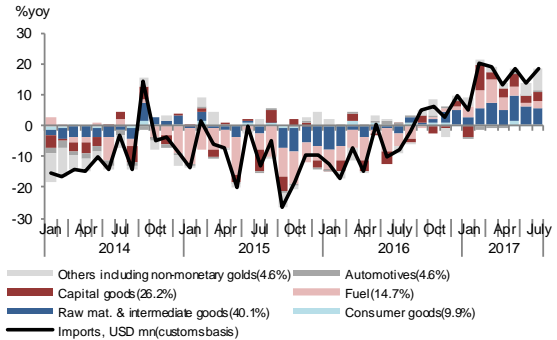 %yoy
30
20
10
0
-10
-20
-30
Jan Apr July Oct Jan Apr July Oct Jan Apr July Oct Jan Apr July
2014 2015 2016 2017
Others including non-monetary golds(4.6%) Automotives(4.6%)
Capital goods(26.2%) Fuel(14.7%)
Raw mat. & intermediate goods(40.1%) Consumer goods(9.9%)
Imports, USD mn(customs basis)